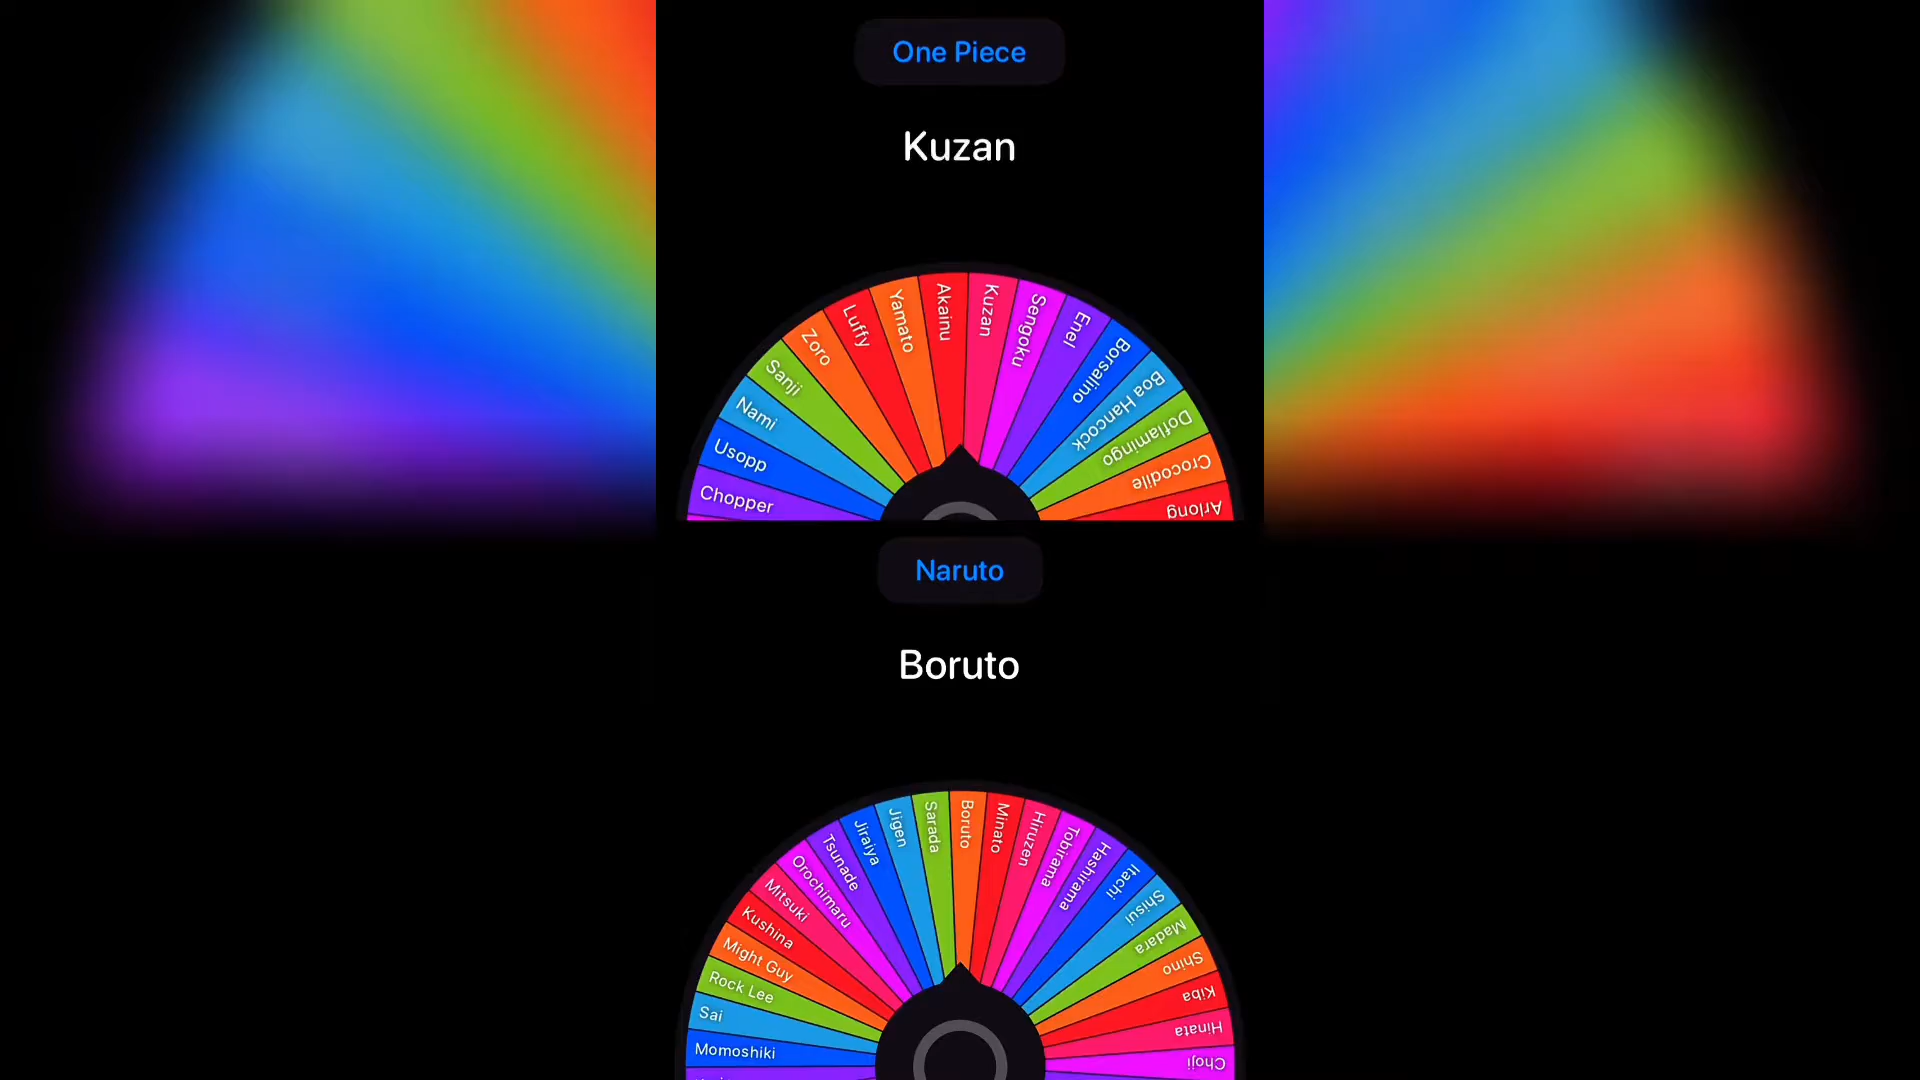 One Piece
Kuzan
Chopper
Usopp
Nami
Sanji
Zoro
Luffy
Yamato
Akainu
Kuzan
Sengoku
Enel
Borsalino
Boa Hancock
Doflamingo
Crocodile
Arlong
Naruto
Boruto
Momoshiki
Sai
Rock Lee
Might Guy
Kushina
Mitsuki
Orochimaru
Tsunade
Jiraiya
Jigen
Sarada
Boruto
Minato
Hiruzen
Tobirama
Hashirama
Itachi
Shisui
Madara
Shino
Kiba
Hinata
Choji